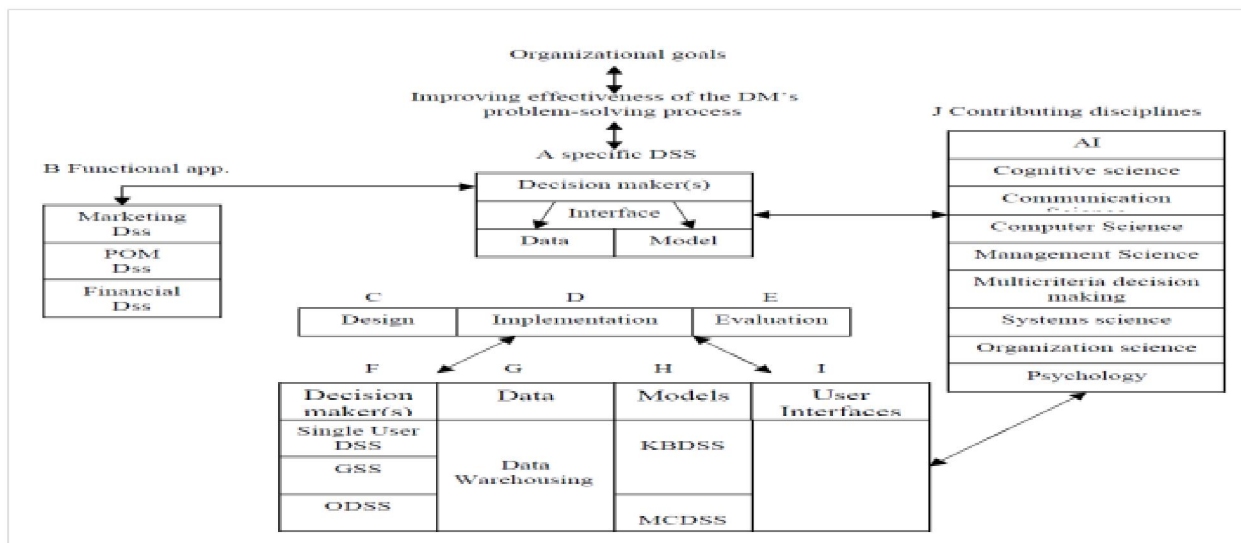 Organizational goals
Improving effectiveness of the DM's
problem-solving process
J Contributing disciplines
A specific DSS
B Functional app.
Decision maker(s)
Interface
Data
Model
Marketing
Dss
POM
Dss
Financial
Dss
AI
Cognitive science
Communication
Computer Science
Management Science
Multicriteria decision
making
Systems science
Organization science
Psychology
C
D
E
Design
Implementation
Evaluation
F
G
H
I
Decision
maker(s)
Data
Models
User
Interfaces
Single User
DSS
GSS
ODSS
Data
Warehousing
KBDSS
MCDSS